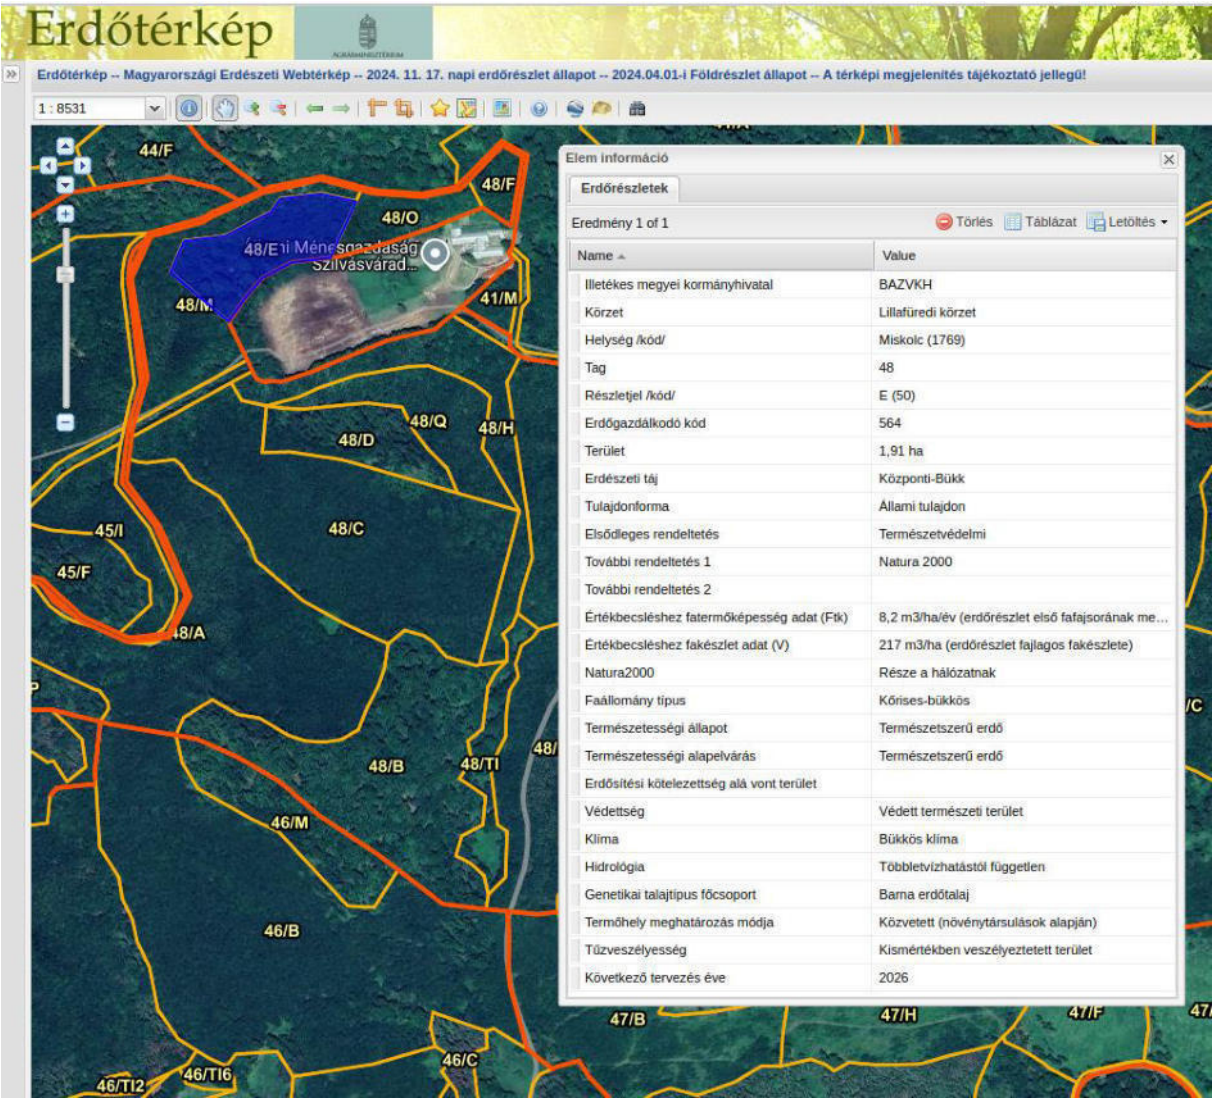 Erdőtérkép
AGRÁRMINISZTÉRIUM
Erdőtérkép -- Magyarországi Erdészeti Webtérkép -- 2024. 11. 17. napi erdőrészlet állapot -- 2024.04.01-i Földrészlet állapot -- A térképi megjelenítés tájékoztató jellegű!
1 : 8531
44/F
48/F
48/O
48/E
i Ménesgazdaság
Szilvásvárad...
48/M
41/M
48/Q
48/H
48/D
48/C
45/I
45/F
48/A
48/B
48/TI
48/
46/M
46/B
46/C
46/TI6
46/TI2
47/B
47/H
47/F
47/
/C
Elem információ
Erdőrészletek
Eredmény 1 of 1
Törlés Táblázat Letöltés
Name Value
Illetékes megyei kormányhivatal BAZVKH
Körzet Lillafüredi körzet
Helység /kód/ Miskolc (1769)
Tag 48
Részletjel /kód/ E (50)
Erdőgazdálkodó kód 564
Terület 1,91 ha
Erdészeti táj Központi-Bükk
Tulajdonforma Állami tulajdon
Elsődleges rendeltetés Természetvédelmi
További rendeltetés 1 Natura 2000
További rendeltetés 2
Értékbecsléshez fatermőképesség adat (Ftk) 8,2 m3/ha/év (erdőrészlet első fafajsorának me...
Értékbecsléshez fakészlet adat (V) 217 m3/ha (erdőrészlet fajlagos fakészlete)
Natura2000 Része a hálózatnak
Faállomány típus Kőrises-bükkös
Természetességi állapot Természetszerű erdő
Természetességi alapelvárás Természetszerű erdő
Erdősítési kötelezettség alá vont terület
Védettség Védett természeti terület
Klíma Bükkös klíma
Hidrológia Többletvízhatástól független
Genetikai talajtípus főcsoport Barna erdőtalaj
Termőhely meghatározás módja Közvetett (növénytársulások alapján)
Tűzveszélyesség Kismértékben veszélyeztetett terület
Következő tervezés éve 2026